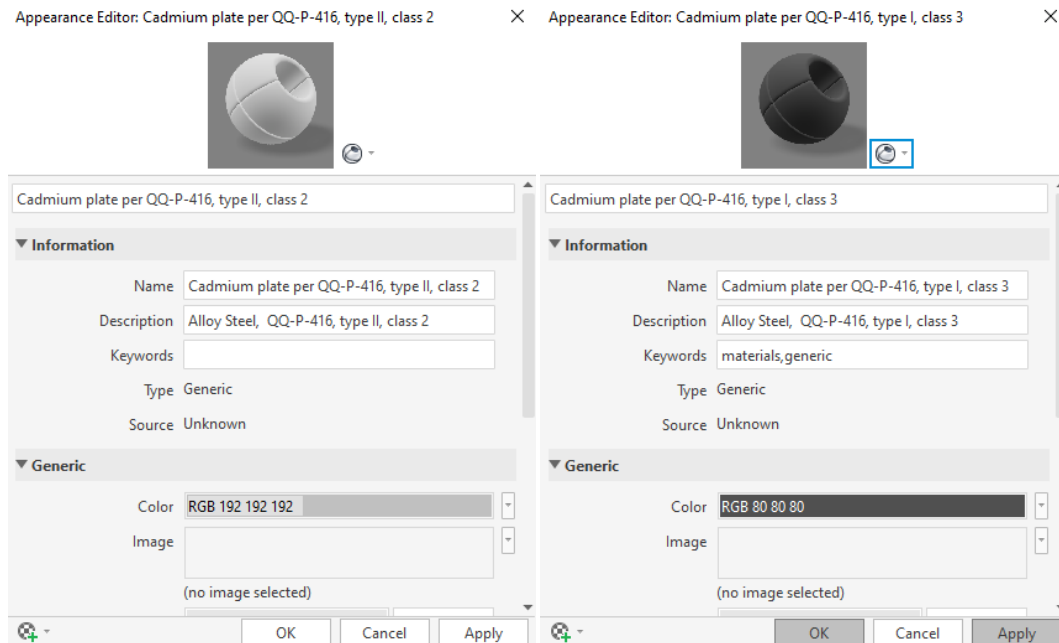 Appearance Editor: Cadmium plate per QQ-P-416, type II, class 2
Cadmium plate per QQ-P-416, type II, class 2
Information
Name Cadmium plate per QQ-P-416, type II, class 2
Description Alloy Steel,  QQ-P-416, type II, class 2
Keywords
Type Generic
Source Unknown
Generic
Color RGB 192 192 192
Image
(no image selected)
OK Cancel Apply
Appearance Editor: Cadmium plate per QQ-P-416, type I, class 3
Cadmium plate per QQ-P-416, type I, class 3
Information
Name Cadmium plate per QQ-P-416, type I, class 3
Description Alloy Steel,  QQ-P-416, type I, class 3
Keywords materials,generic
Type Generic
Source Unknown
Generic
Color RGB 80 80 80
Image
(no image selected)
OK Cancel Apply